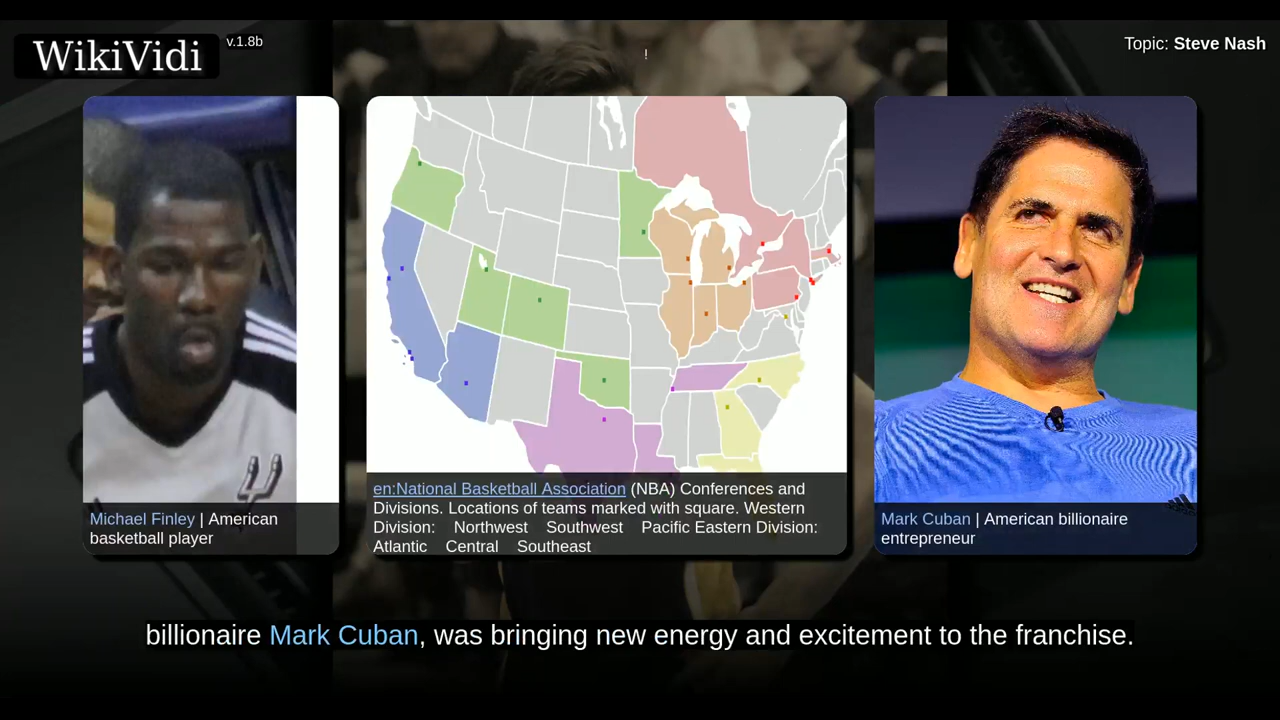 WikiVidi v.1.8b
!
Topic: Steve Nash
Michael Finley | American
basketball player
en:National Basketball Association (NBA) Conferences and
Divisions. Locations of teams marked with square. Western
Division: Northwest Southwest Pacific Eastern Division:
Atlantic Central Southeast
Mark Cuban | American billionaire
entrepreneur
billionaire Mark Cuban, was bringing new energy and excitement to the franchise.